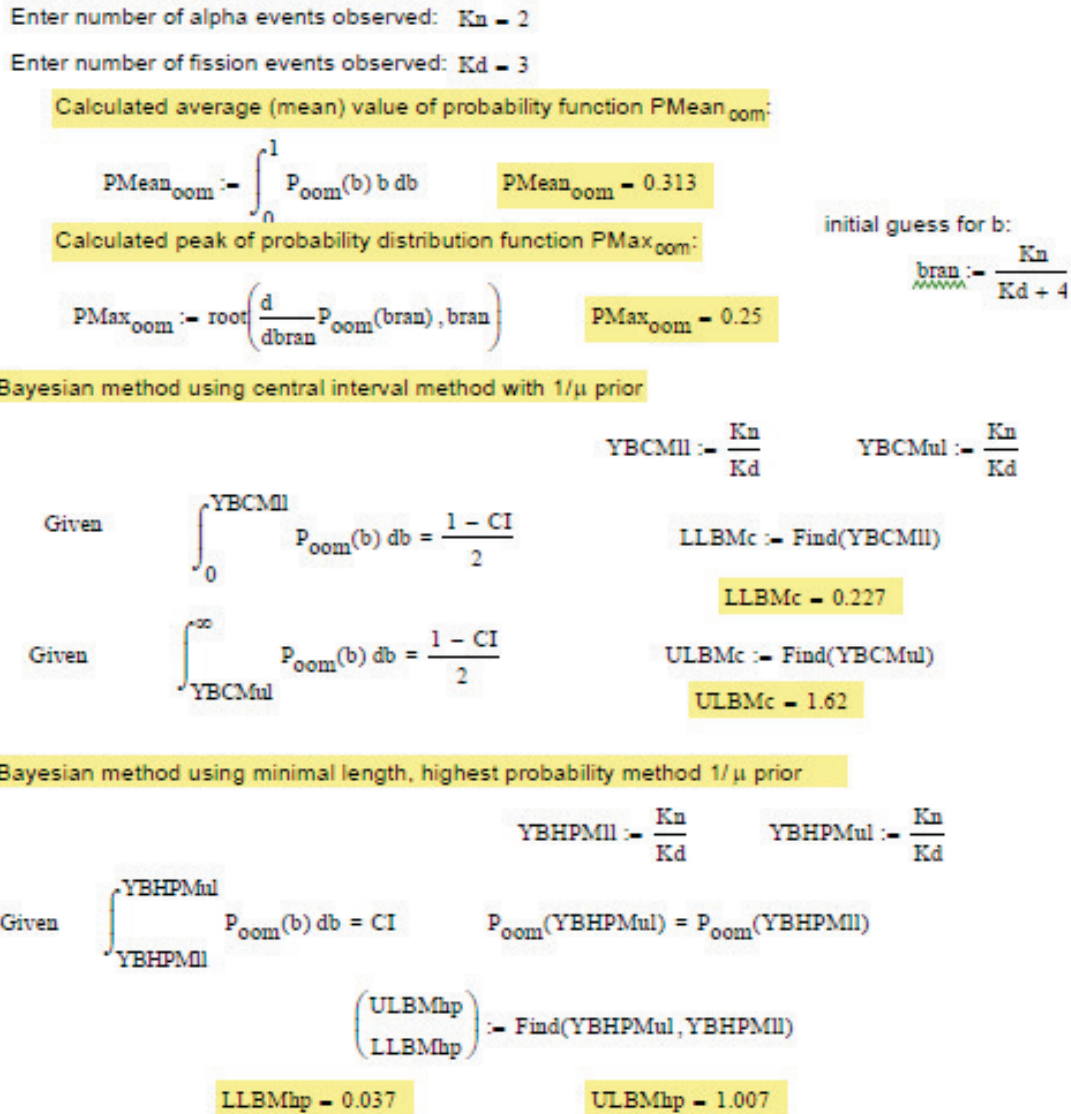 Enter number of alpha events observed: Kn = 2
Enter number of fission events observed: Kd = 3
Calculated average (mean) value of probability function PMean_oom:
PMean_oom := ∫_0^1 P_oom(b) b db PMean_oom = 0.313
Calculated peak of probability distribution function PMax_oom:
initial guess for b:
bran := Kn / (Kd + 4)
PMax_oom := root(d/dbran P_oom(bran) , bran) PMax_oom = 0.25
Bayesian method using central interval method with 1/μ prior
YBCMll := Kn/Kd YBCMul := Kn/Kd
Given ∫_0^YBCMll P_oom(b) db = (1 − CI)/2 LLBMc := Find(YBCMll)
LLBMc = 0.227
Given ∫_YBCMul^∞ P_oom(b) db = (1 − CI)/2 ULBMc := Find(YBCMul)
ULBMc = 1.62
Bayesian method using minimal length, highest probability method 1/μ prior
YBHPMll := Kn/Kd YBHPMul := Kn/Kd
Given ∫_YBHPMll^YBHPMul P_oom(b) db = CI P_oom(YBHPMul) = P_oom(YBHPMll)
(ULBMhp LLBMhp) := Find(YBHPMul , YBHPMll)
LLBMhp = 0.037 ULBMhp = 1.007